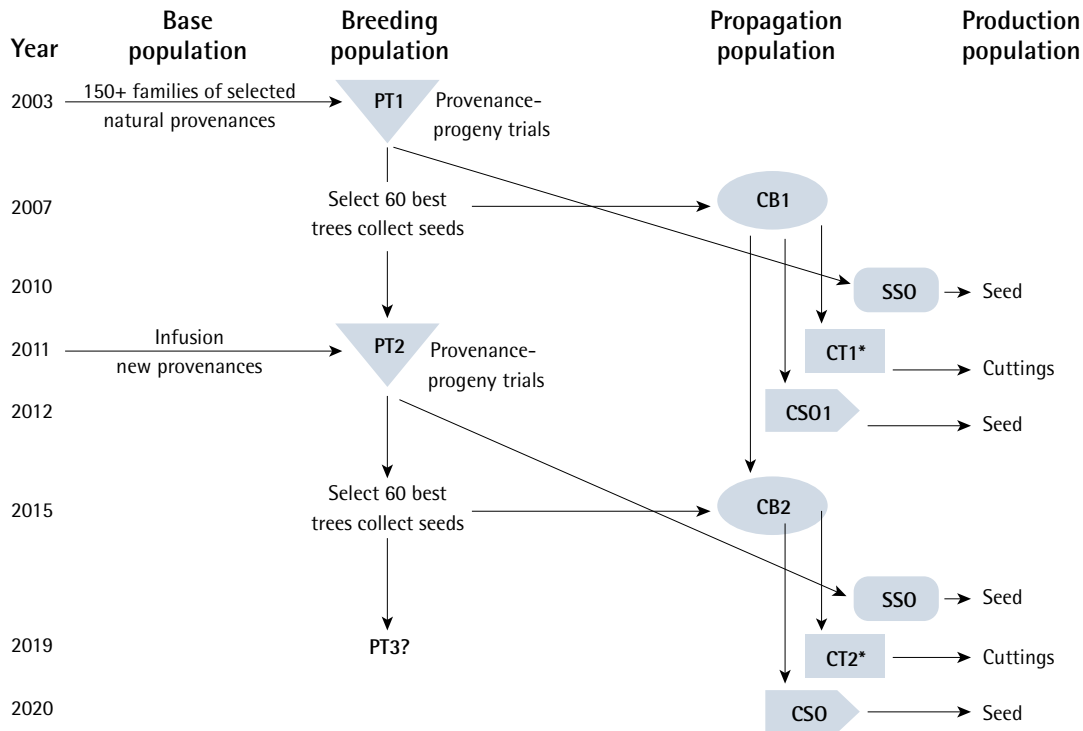 Year
Base
population
Breeding
population
Propagation
population
Production
population
2003
150+ families of selected
natural provenances
PT1
Provenance-
progeny trials
2007
Select 60 best
trees collect seeds
CB1
2010
SSO
Seed
2011
Infusion
new provenances
PT2
Provenance-
progeny trials
CT1*
Cuttings
2012
CSO1
Seed
2015
Select 60 best
trees collect seeds
CB2
SSO
Seed
2019
PT3?
CT2*
Cuttings
2020
CSO
Seed